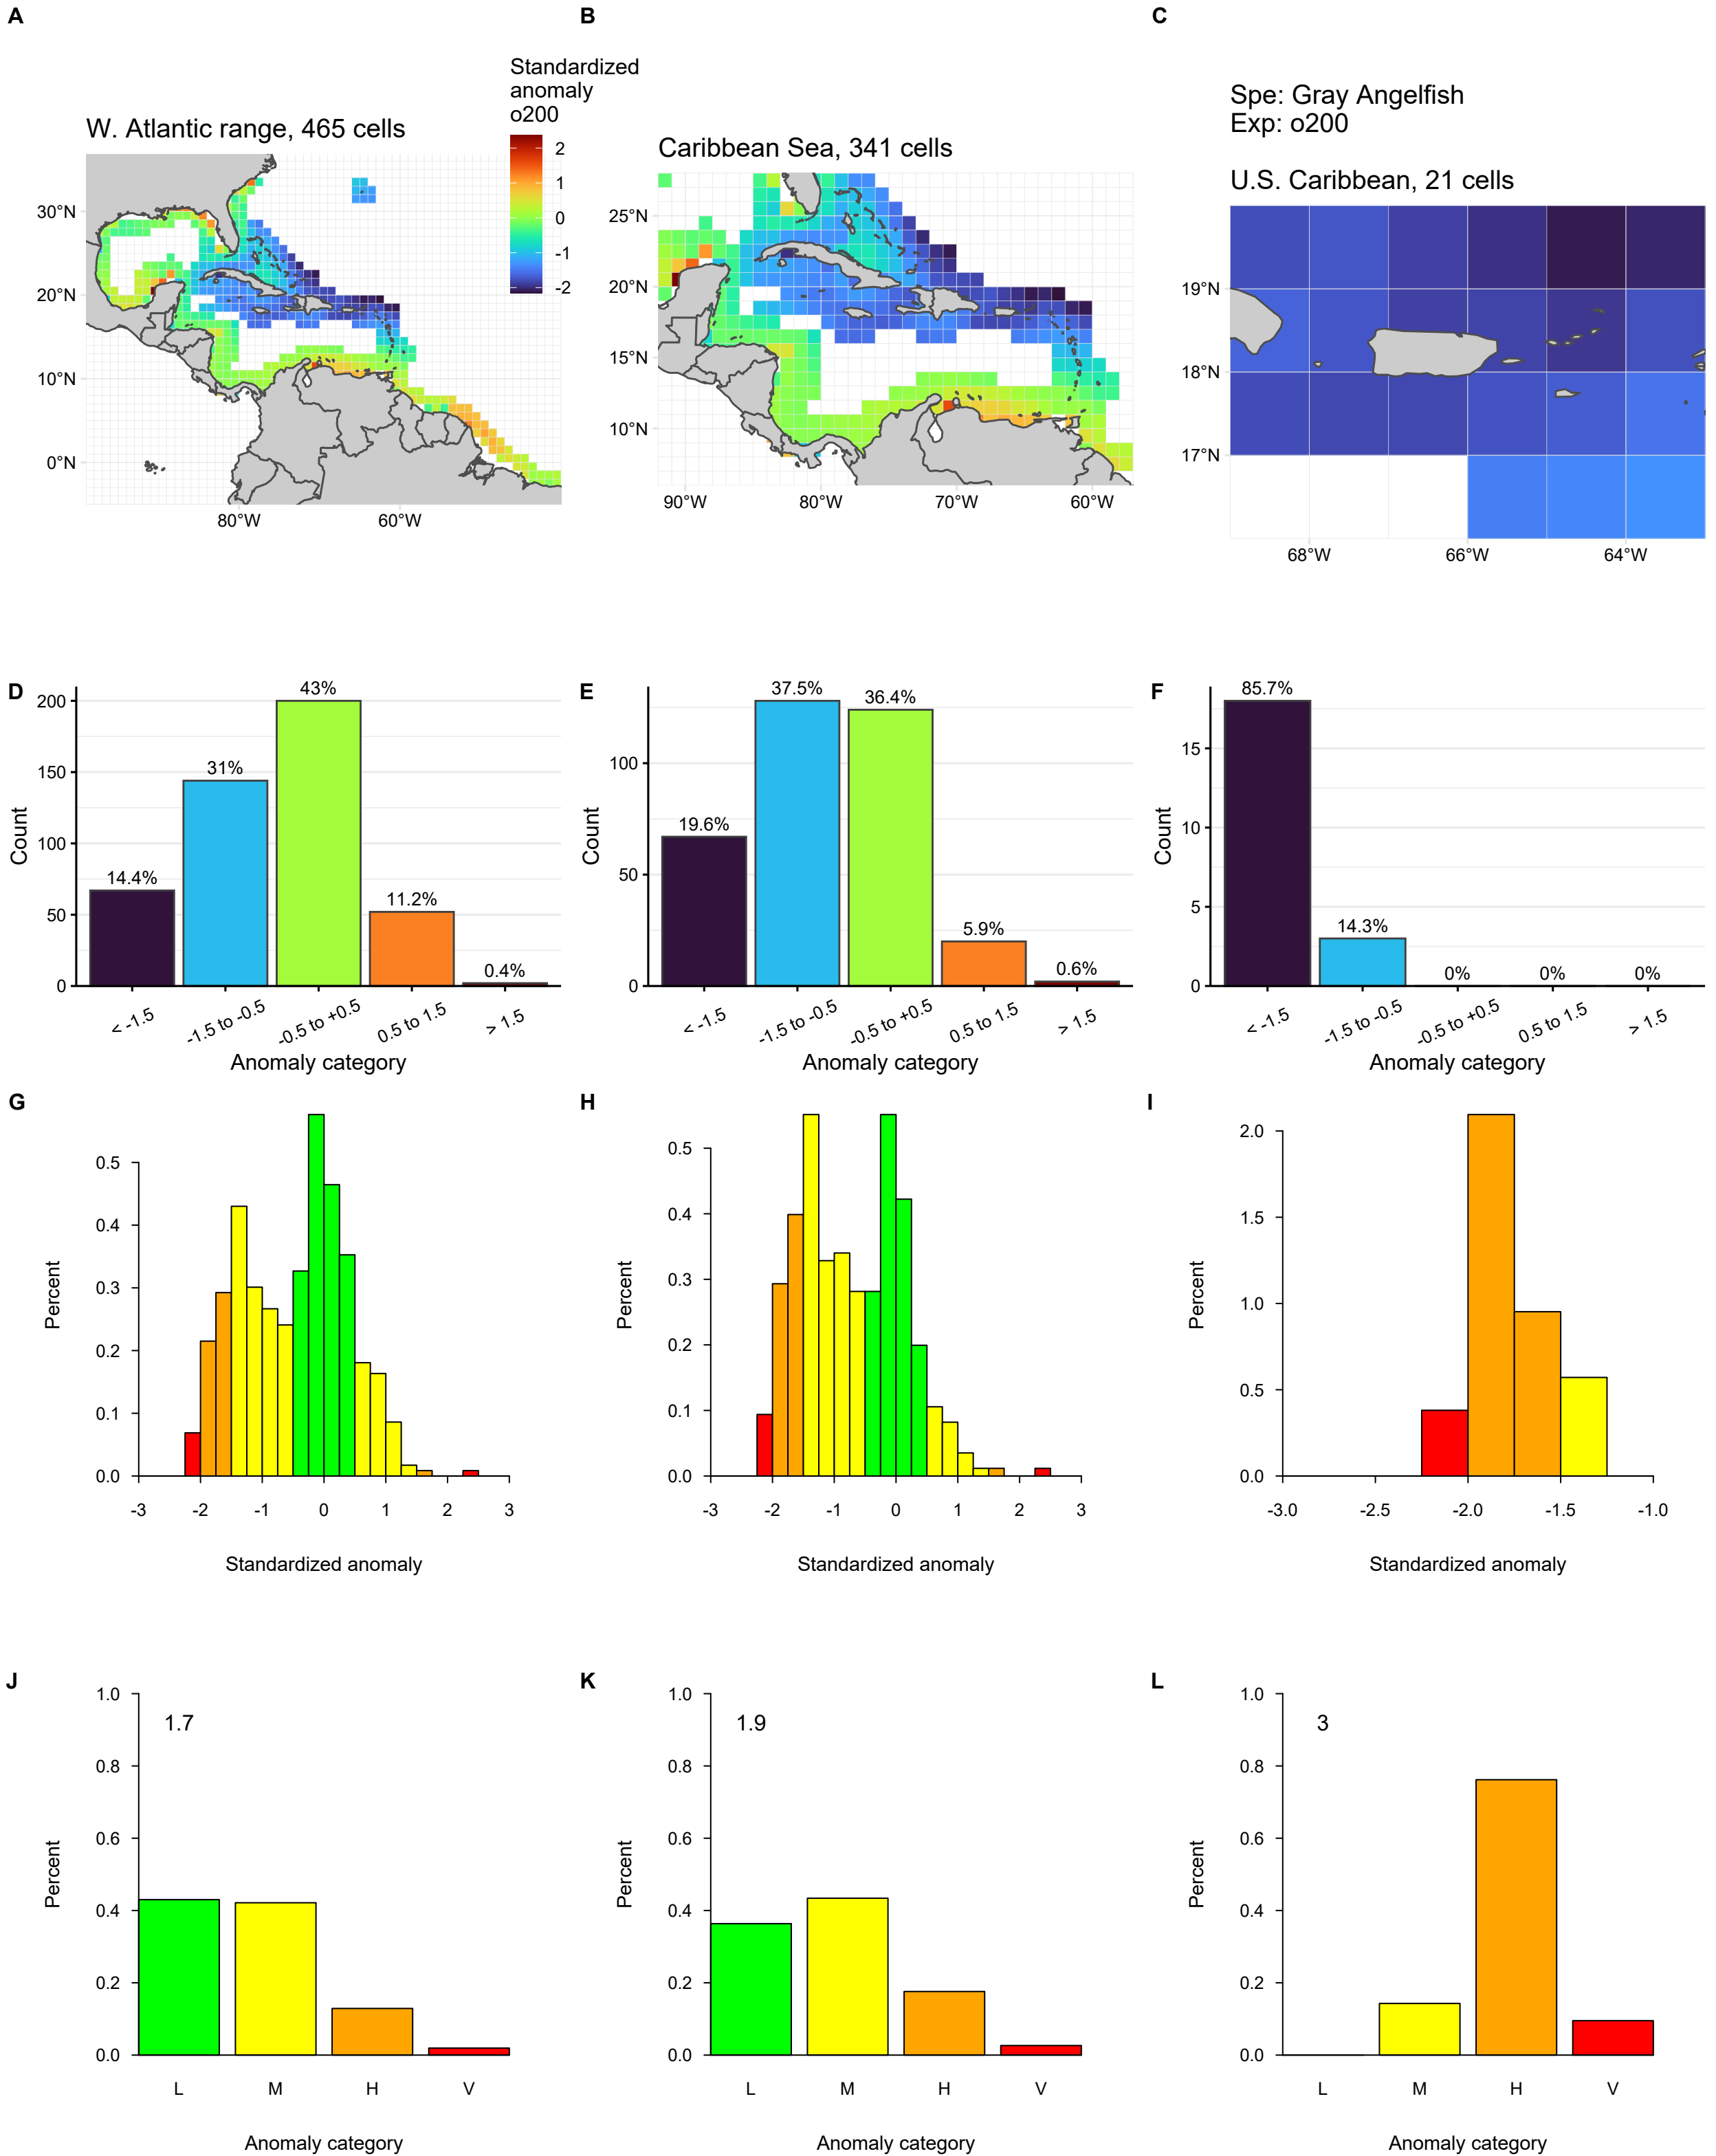 A
B
C
Standardized
anomaly
o200
2
1
0
-1
-2
W. Atlantic range, 465 cells
30°N
20°N
10°N
0°N
80°W
60°W
Caribbean Sea, 341 cells
25°N
20°N
15°N
10°N
90°W
80°W
70°W
60°W
Spe: Gray Angelfish
Exp: o200
U.S. Caribbean, 21 cells
19°N
18°N
17°N
68°W
66°W
64°W
D
Count
200
150
100
50
0
14.4%
31%
43%
11.2%
0.4%
< -1.5
-1.5 to -0.5
-0.5 to +0.5
0.5 to 1.5
> 1.5
Anomaly category
E
Count
100
50
0
19.6%
37.5%
36.4%
5.9%
0.6%
< -1.5
-1.5 to -0.5
-0.5 to +0.5
0.5 to 1.5
> 1.5
Anomaly category
F
Count
15
10
5
0
85.7%
14.3%
0%
0%
0%
< -1.5
-1.5 to -0.5
-0.5 to +0.5
0.5 to 1.5
> 1.5
Anomaly category
G
Percent
0.5
0.4
0.3
0.2
0.1
0.0
-3
-2
-1
0
1
2
3
Standardized anomaly
H
Percent
0.5
0.4
0.3
0.2
0.1
0.0
-3
-2
-1
0
1
2
3
Standardized anomaly
I
Percent
2.0
1.5
1.0
0.5
0.0
-3.0
-2.5
-2.0
-1.5
-1.0
Standardized anomaly
J
Percent
1.0
0.8
0.6
0.4
0.2
0.0
1.7
L
M
H
V
Anomaly category
K
Percent
1.0
0.8
0.6
0.4
0.2
0.0
1.9
L
M
H
V
Anomaly category
L
Percent
1.0
0.8
0.6
0.4
0.2
0.0
3
L
M
H
V
Anomaly category